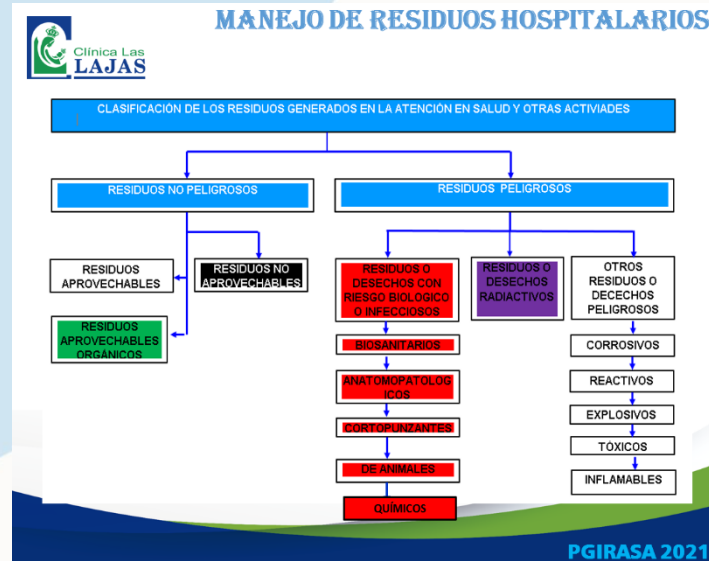 MANEJO DE RESIDUOS HOSPITALARIOS
Clínica Las
LAJAS
CLASIFICACIÓN DE LOS RESIDUOS GENERADOS EN LA ATENCIÓN EN SALUD Y OTRAS ACTIVIADES
RESIDUOS NO PELIGROSOS
RESIDUOS PELIGROSOS
RESIDUOS
APROVECHABLES
RESIDUOS NO
APROVECHABLES
RESIDUOS
APROVECHABLES
ORGÁNICOS
RESIDUOS O
DESECHOS CON
RIESGO BIOLOGICO
O INFECCIOSOS
BIOSANITARIOS
ANATOMOPATOLOG
ICOS
CORTOPUNZANTES
DE ANIMALES
QUÍMICOS
RESIDUOS O
DESECHOS
RADIACTIVOS
OTROS
RESIDUOS O
DECECHOS
PELIGROSOS
CORROSIVOS
REACTIVOS
EXPLOSIVOS
TÓXICOS
INFLAMABLES
PGIRASA 2021